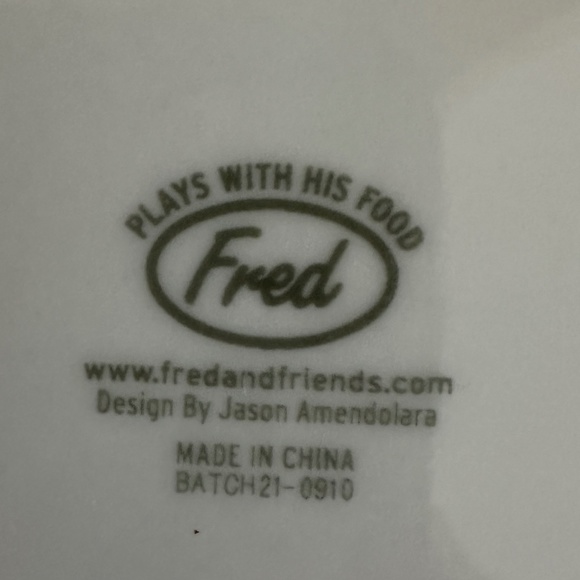 PLAYS WITH HIS FOOD
Fred
www.fredandfriends.com
Design By Jason Amendolara
MADE IN CHINA
BATCH21-0910